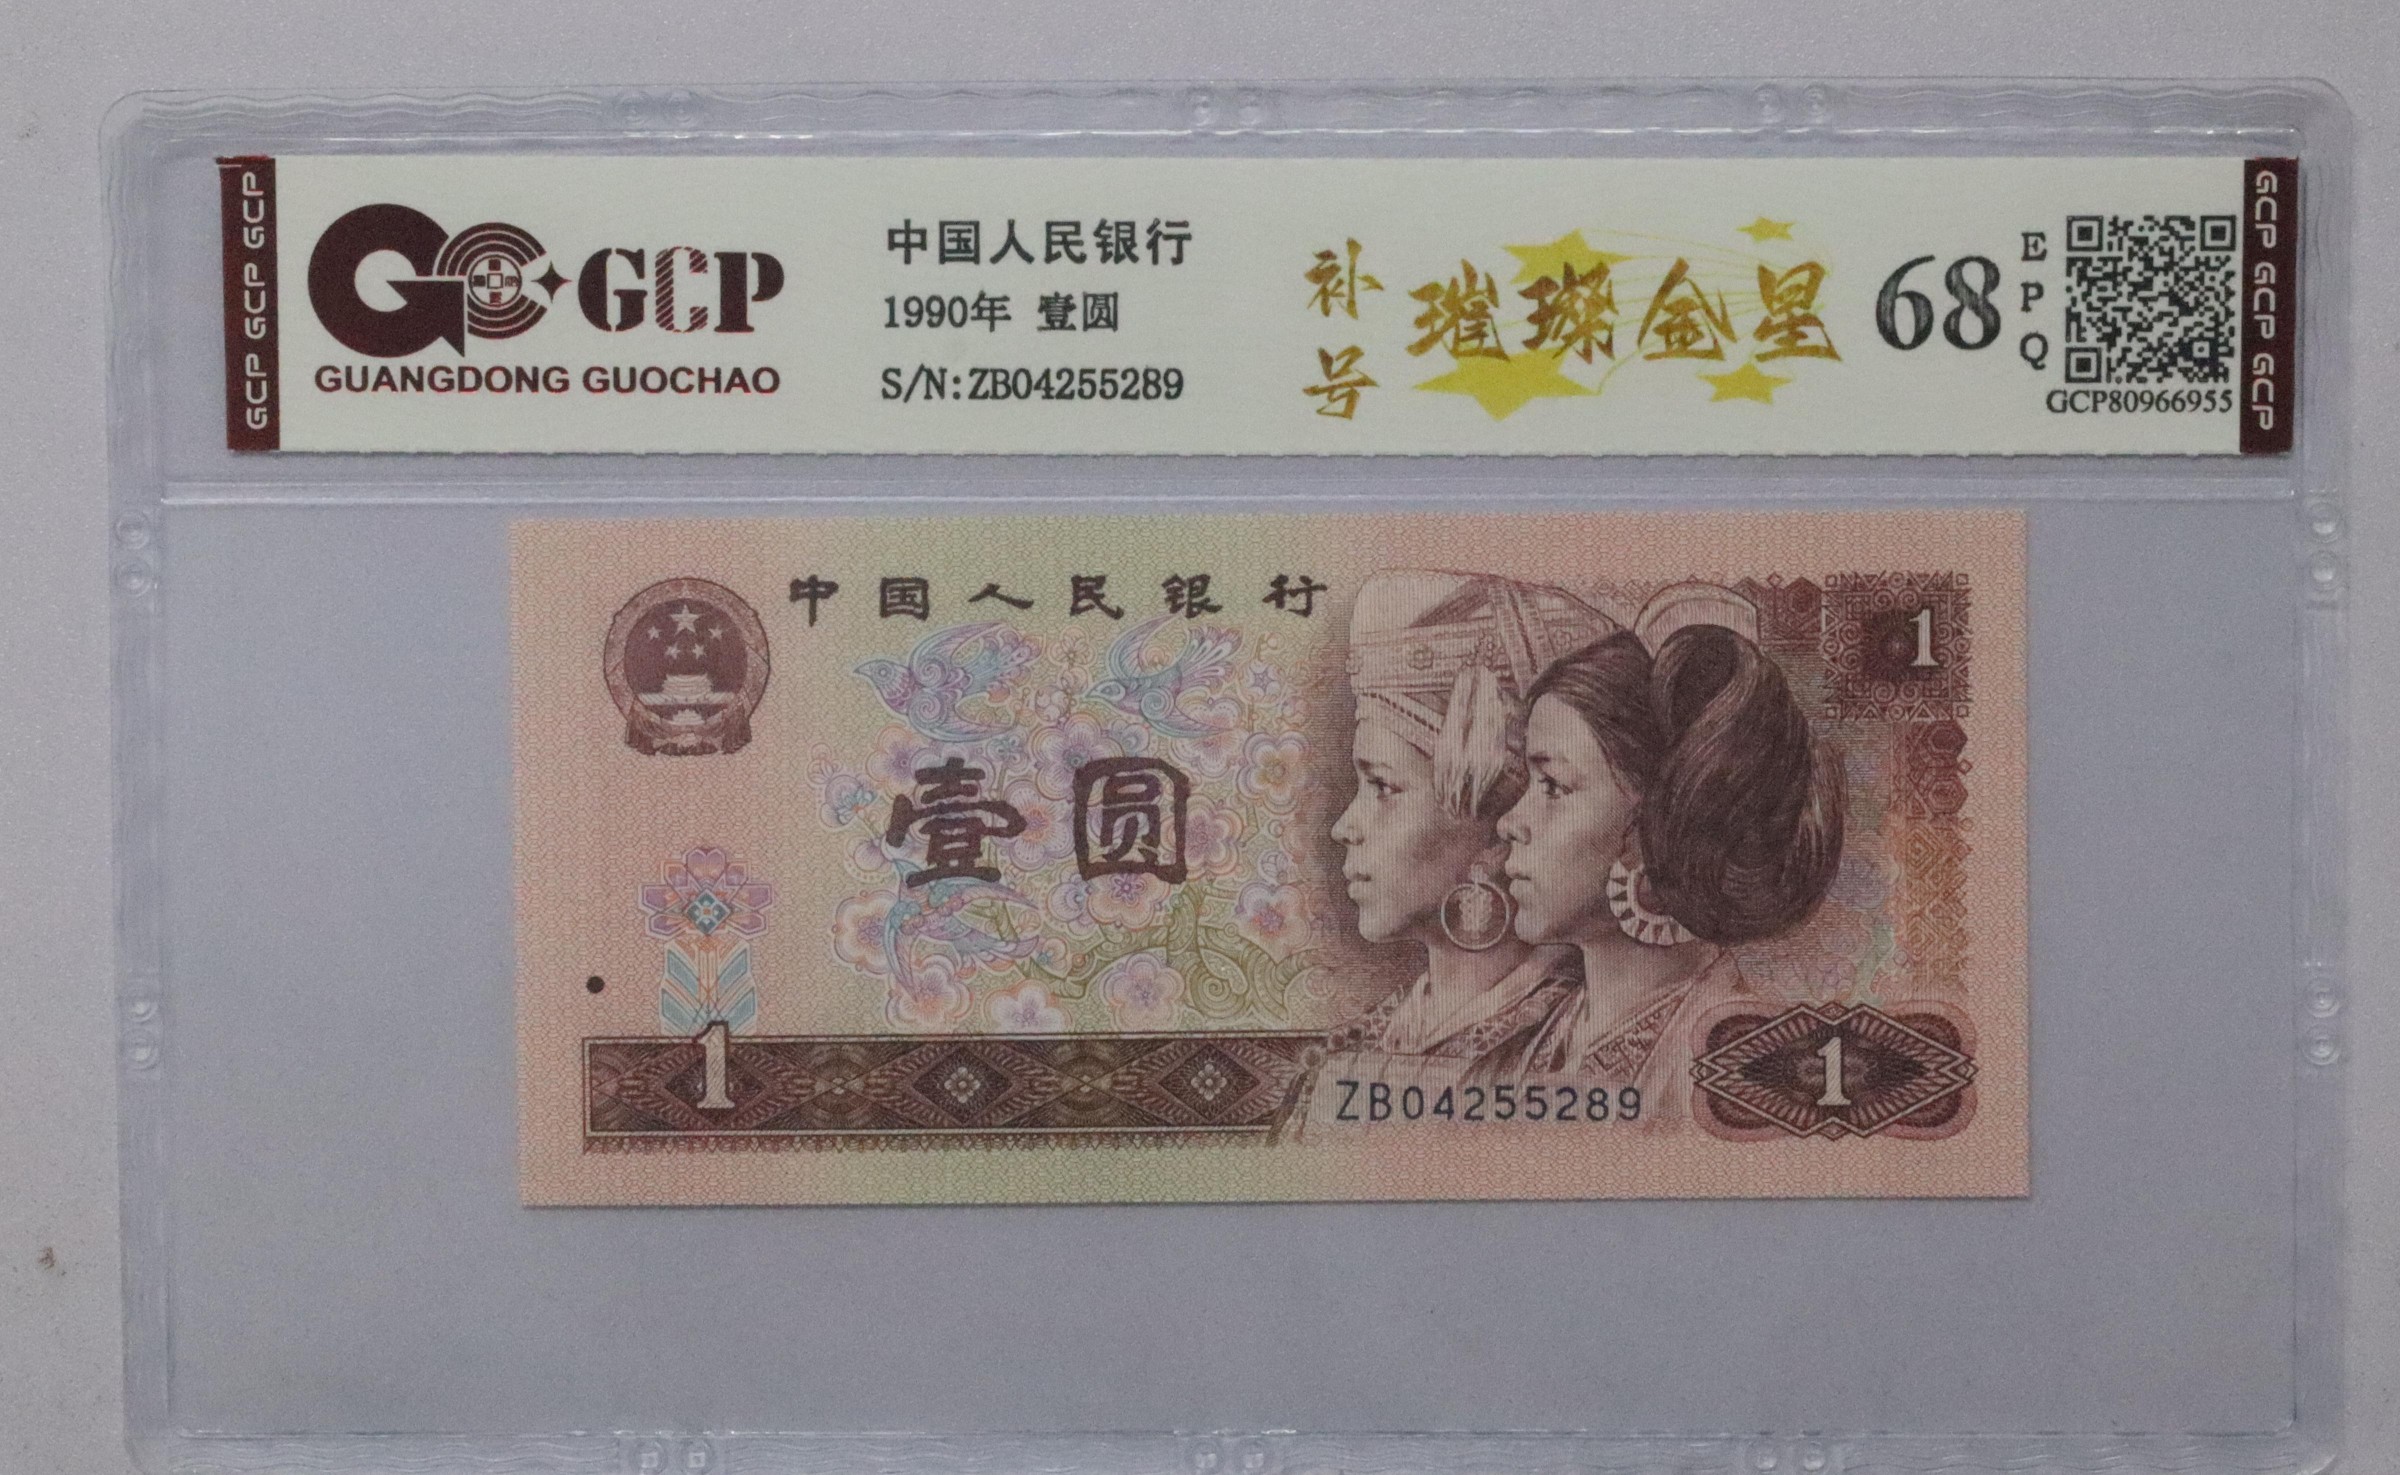 GCP GCP GCP
GCP
GUANGDONG GUOCHAO
中国人民银行
1990年 壹圆
S/N:ZB04255289
补号
璀璨金星
68
EPQ
GCP80966955
GCP GCP GCP
中国人民银行
1
壹圆
1
ZB04255289
1